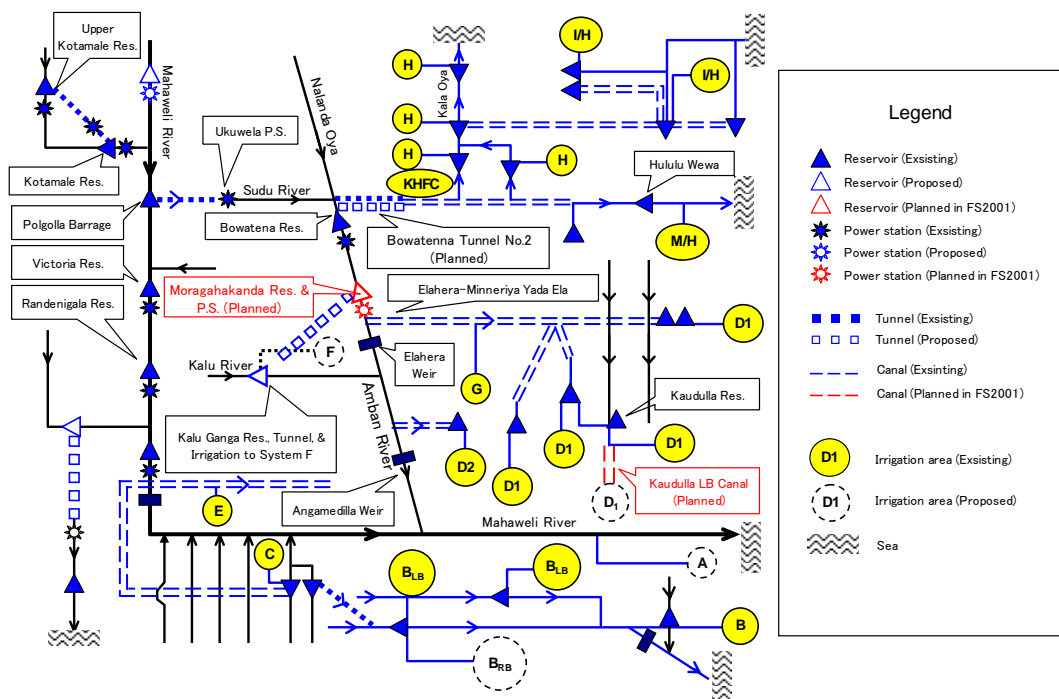 Upper
Kotamale Res.
Mahaweli River
Kotamale Res.
Polgolla Barrage
Victoria Res.
Randenigala Res.
Ukuwela P.S.
Sudu River
Nalanda Oya
Bowatena Res.
Bowatenna Tunnel No.2
(Planned)
Moragahakanda Res. &
P.S. (Planned)
Elahera-Minneriya Yada Ela
Kalu River
F
Elahera
Weir
Amban River
Kalu Ganga Res., Tunnel, &
Irrigation to System F
Angamedilla Weir
Mahaweli River
Kala Oya
H
H
H
KHFC
H
I/H
I/H
Hululu Wewa
M/H
D1
G
D2
D1
D1
D1
Kaudulla Res.
Kaudulla LB Canal
(Planned)
D1
E
C
A
BLB
BLB
B
BRB
Legend
Reservoir (Exsisting)
Reservoir (Proposed)
Reservoir (Planned in FS2001)
Power station (Exsisting)
Power station (Proposed)
Power station (Planned in FS2001)
Tunnel (Exsisting)
Tunnel (Proposed)
Canal (Exsinting)
Canal (Planned in FS2001)
D1
Irrigation area (Exsisting)
D1
Irrigation area (Proposed)
Sea